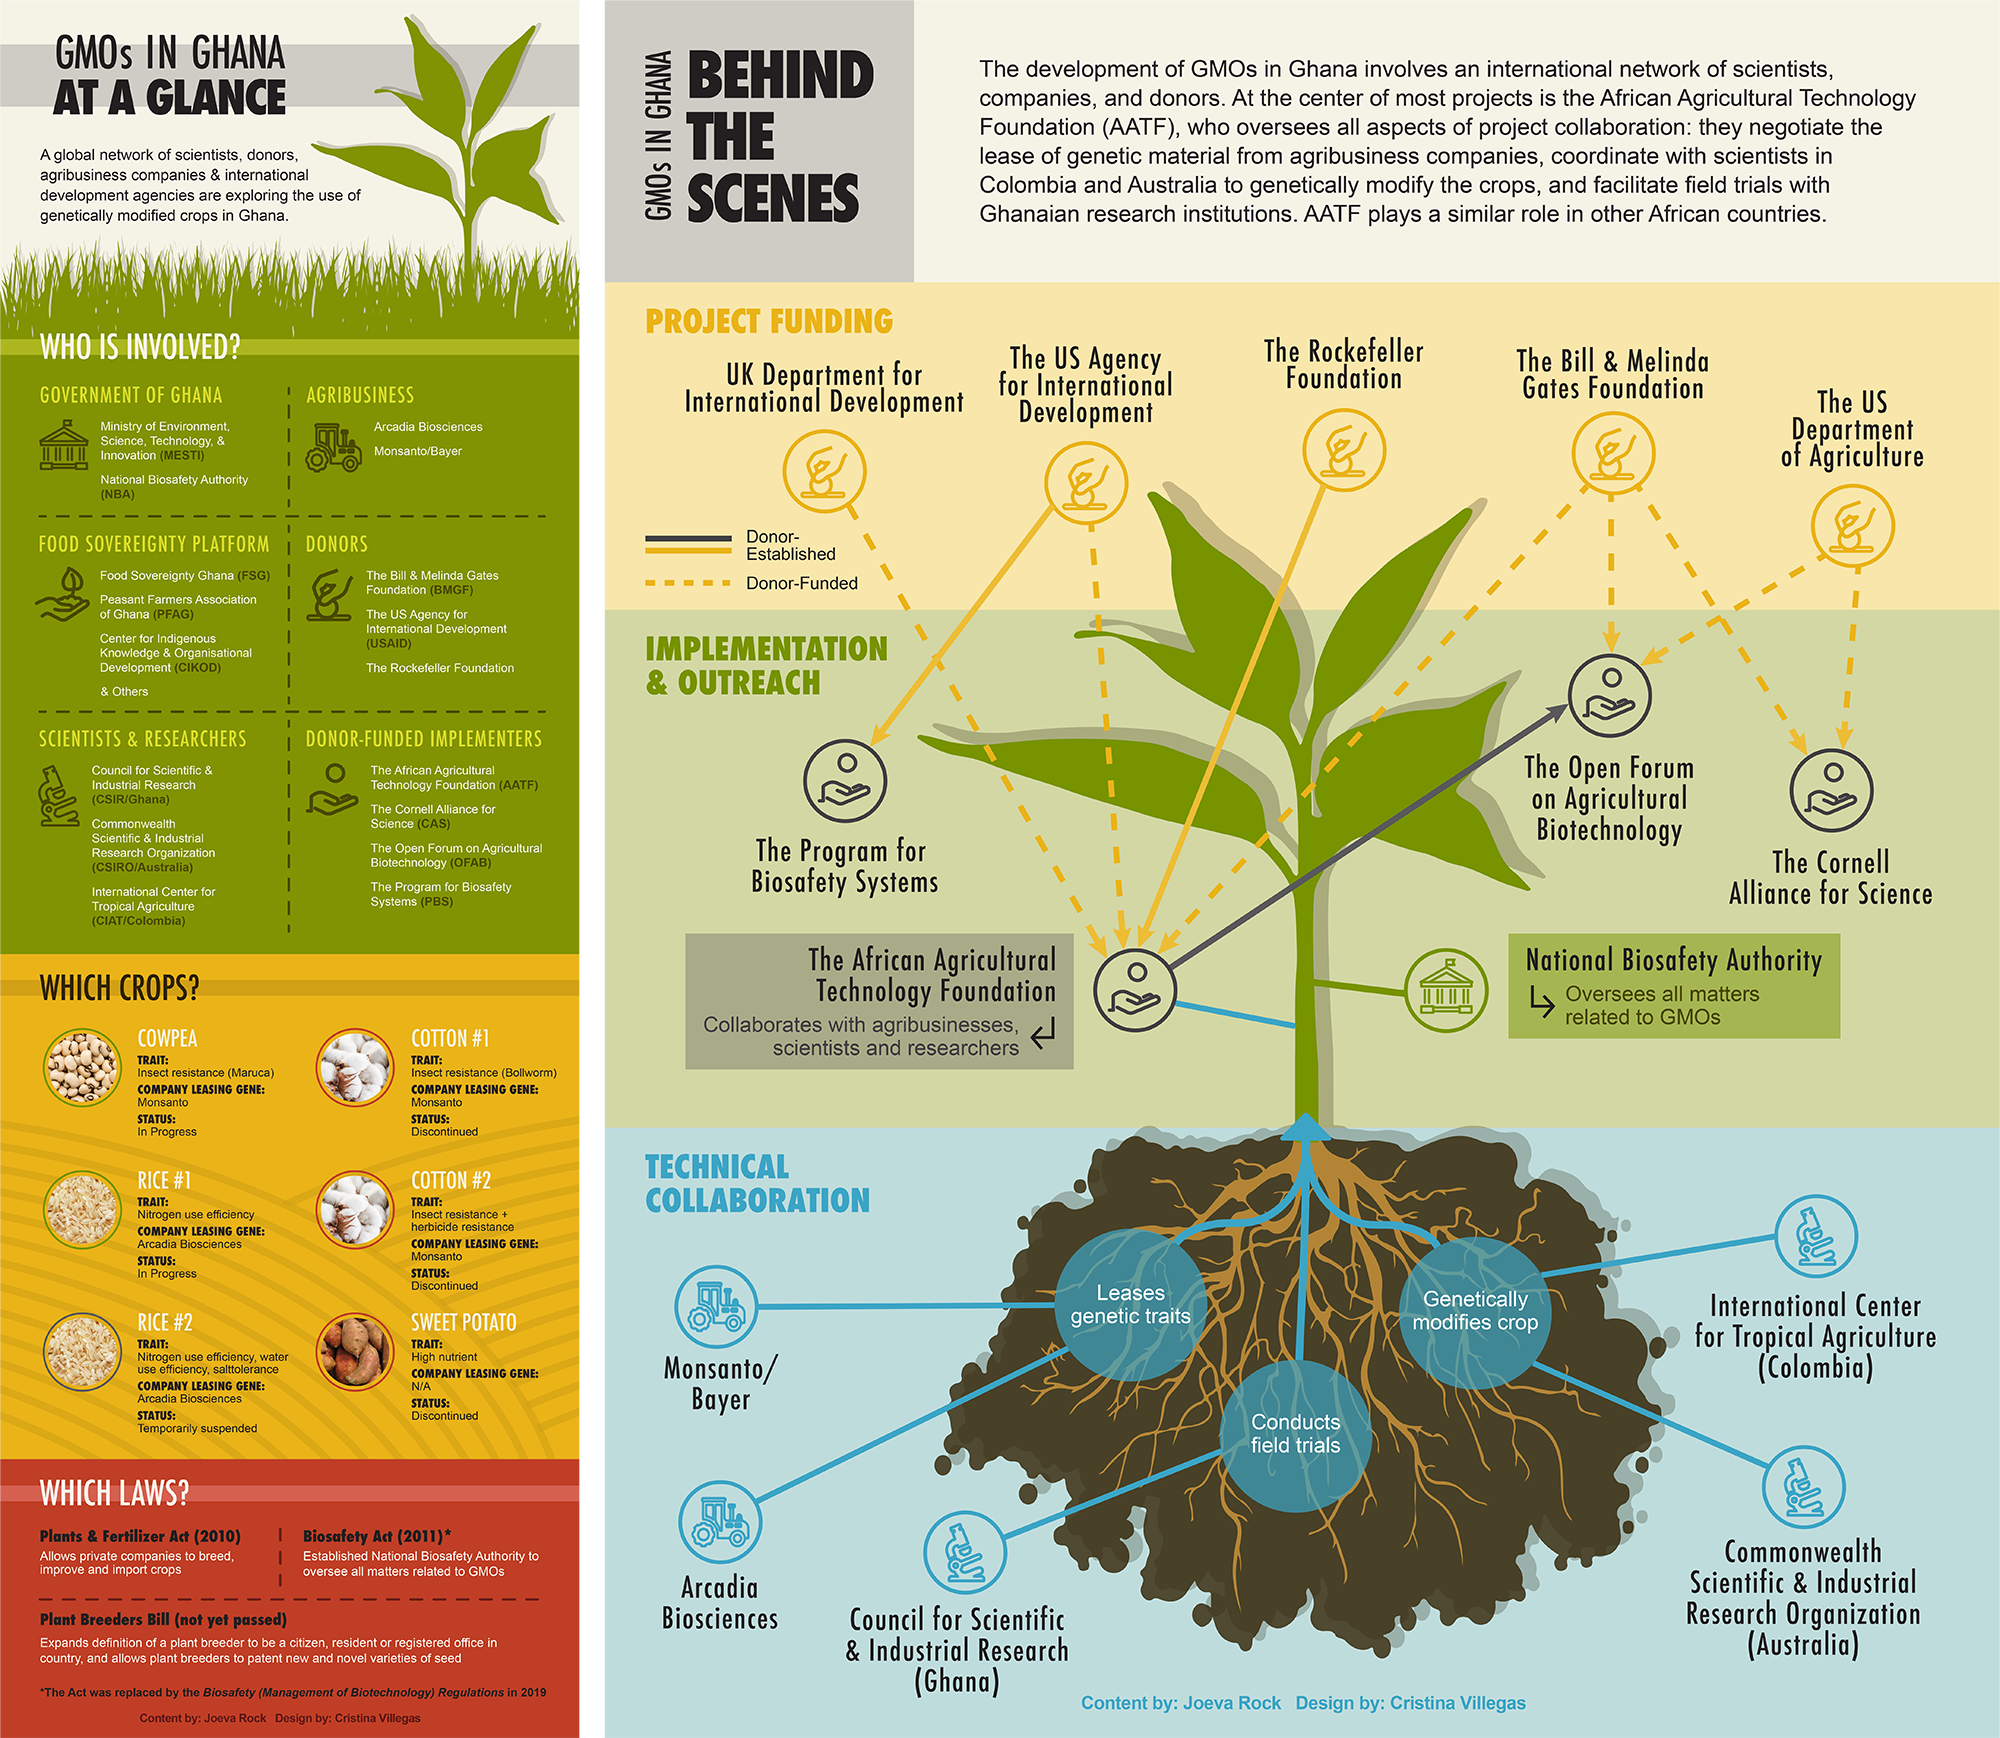 GMOs IN GHANA
AT A GLANCE
A global network of scientists, donors,
agribusiness companies & international
development agencies are exploring the use of
genetically modified crops in Ghana.
WHO IS INVOLVED?
GOVERNMENT OF GHANA
Ministry of Environment,
Science, Technology, &
Innovation (MESTI)
National Biosafety Authority
(NBA)
AGRIBUSINESS
Arcadia Biosciences
Monsanto/Bayer
FOOD SOVEREIGNTY PLATFORM
Food Sovereignty Ghana (FSG)
Peasant Farmers Association
of Ghana (PFAG)
Center for Indigenous
Knowledge & Organisational
Development (CIKOD)
& Others
DONORS
The Bill & Melinda Gates
Foundation (BMGF)
The US Agency for
International Development
(USAID)
The Rockefeller Foundation
SCIENTISTS & RESEARCHERS
Council for Scientific &
Industrial Research
(CSIR/Ghana)
Commonwealth
Scientific & Industrial
Research Organization
(CSIRO/Australia)
International Center for
Tropical Agriculture
(CIAT/Colombia)
DONOR-FUNDED IMPLEMENTERS
The African Agricultural
Technology Foundation (AATF)
The Cornell Alliance for
Science (CAS)
The Open Forum on Agricultural
Biotechnology (OFAB)
The Program for Biosafety
Systems (PBS)
WHICH CROPS?
COWPEA
TRAIT:
Insect resistance (Maruca)
COMPANY LEASING GENE:
Monsanto
STATUS:
In Progress
COTTON #1
TRAIT:
Insect resistance (Bollworm)
COMPANY LEASING GENE:
Monsanto
STATUS:
Discontinued
RICE #1
TRAIT:
Nitrogen use efficiency
COMPANY LEASING GENE:
Arcadia Biosciences
STATUS:
In Progress
COTTON #2
TRAIT:
Insect resistance +
herbicide resistance
COMPANY LEASING GENE:
Monsanto
STATUS:
Discontinued
RICE #2
TRAIT:
Nitrogen use efficiency, water
use efficiency, salttolerance
COMPANY LEASING GENE:
Arcadia Biosciences
STATUS:
Temporarily suspended
SWEET POTATO
TRAIT:
High nutrient
COMPANY LEASING GENE:
N/A
STATUS:
Discontinued
WHICH LAWS?
Plants & Fertilizer Act (2010)
Allows private companies to breed,
improve and import crops
Biosafety Act (2011)*
Established National Biosafety Authority to
oversee all matters related to GMOs
Plant Breeders Bill (not yet passed)
Expands definition of a plant breeder to be a citizen, resident or registered office in
country, and allows plant breeders to patent new and novel varieties of seed
*The Act was replaced by the Biosafety (Management of Biotechnology) Regulations in 2019
Content by: Joeva Rock Design by: Cristina Villegas
GMOs IN GHANA
BEHIND
THE
SCENES
The development of GMOs in Ghana involves an international network of scientists,
companies, and donors. At the center of most projects is the African Agricultural Technology
Foundation (AATF), who oversees all aspects of project collaboration: they negotiate the
lease of genetic material from agribusiness companies, coordinate with scientists in
Colombia and Australia to genetically modify the crops, and facilitate field trials with
Ghanaian research institutions. AATF plays a similar role in other African countries.
PROJECT FUNDING
UK Department for
International Development
The US Agency
for International
Development
The Rockefeller
Foundation
The Bill & Melinda
Gates Foundation
The US
Department
of Agriculture
Donor-
Established
Donor-Funded
IMPLEMENTATION
& OUTREACH
The Program for
Biosafety Systems
The Open Forum
on Agricultural
Biotechnology
The Cornell
Alliance for Science
The African Agricultural
Technology Foundation
Collaborates with agribusinesses,
scientists and researchers
National Biosafety Authority
Oversees all matters
related to GMOs
TECHNICAL
COLLABORATION
Leases
genetic traits
Genetically
modifies crop
Conducts
field trials
Monsanto/
Bayer
Arcadia
Biosciences
Council for Scientific
& Industrial Research
(Ghana)
International Center
for Tropical Agriculture
(Colombia)
Commonwealth
Scientific & Industrial
Research Organization
(Australia)
Content by: Joeva Rock Design by: Cristina Villegas